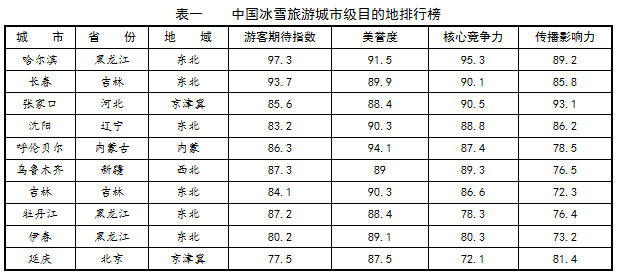 表一 中国冰雪旅游城市级目的地排行榜
城 市 省 份 地 域 游客期待指数 美誉度 核心竞争力 传播影响力
哈尔滨 黑龙江 东北 97.3 91.5 95.3 89.2
长春 吉林 东北 93.7 89.9 90.1 85.8
张家口 河北 京津冀 85.6 88.4 90.5 93.1
沈阳 辽宁 东北 83.2 90.3 88.8 86.2
呼伦贝尔 内蒙古 内蒙 86.3 94.1 87.4 78.5
乌鲁木齐 新疆 西北 87.3 89 89.3 76.5
吉林 吉林 东北 84.1 90.3 86.6 72.3
牡丹江 黑龙江 东北 87.2 88.4 78.3 76.4
伊春 黑龙江 东北 80.2 89.1 80.3 73.2
延庆 北京 京津冀 77.5 87.5 72.1 81.4